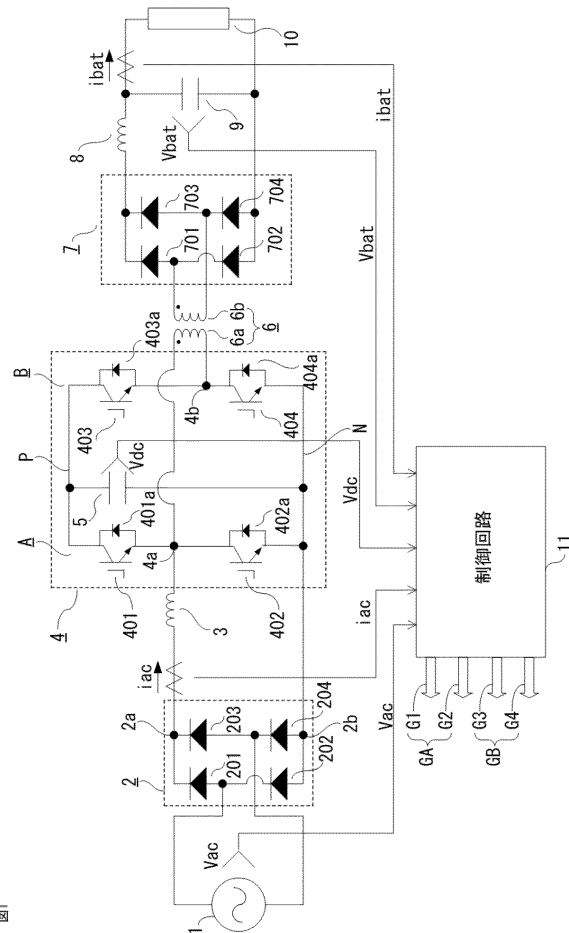 図1
1
Vac
2
2a
201
203
202
204
2b
iac
3
4
A
P
B
401
401a
5
Vdc
403
403a
4a
4b
402
402a
404
404a
N
6a
6b
6
7
701
703
702
704
8
Vbat
9
ibat
10
Vac
iac
Vdc
Vbat
ibat
制御回路
11
G1
G2
GA
G3
G4
GB